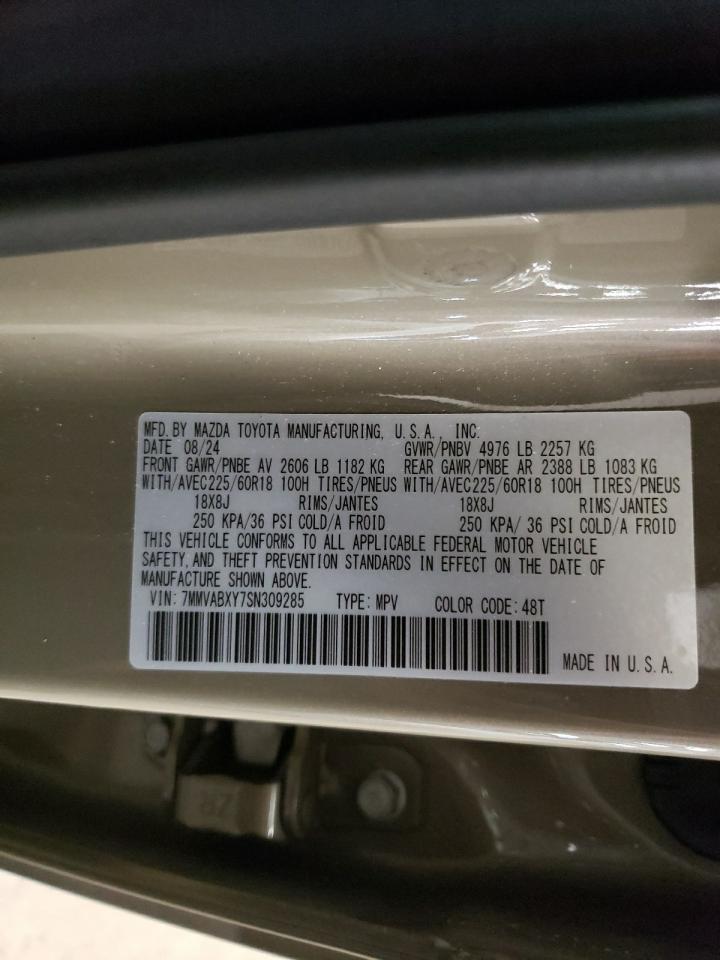 MFD. BY MAZDA TOYOTA MANUFACTURING, U.S.A., INC.
DATE 08/24 GVWR/PNBV 4976 LB 2257 KG
FRONT GAWR/PNBE AV 2606 LB 1182 KG REAR GAWR/PNBE AR 2388 LB 1083 KG
WITH/AVEC225/60R18 100H TIRES/PNEUS WITH/AVEC225/60R18 100H TIRES/PNEUS
18X8J RIMS/JANTES 18X8J RIMS/JANTES
250 KPA/36 PSI COLD/A FROID 250 KPA/ 36 PSI COLD/A FROID
THIS VEHICLE CONFORMS TO ALL APPLICABLE FEDERAL MOTOR VEHICLE
SAFETY, AND THEFT PREVENTION STANDARDS IN EFFECT ON THE DATE OF
MANUFACTURE SHOWN ABOVE.
VIN: 7MMVABXY7SN309285 TYPE: MPV COLOR CODE: 48T
MADE IN U.S.A.